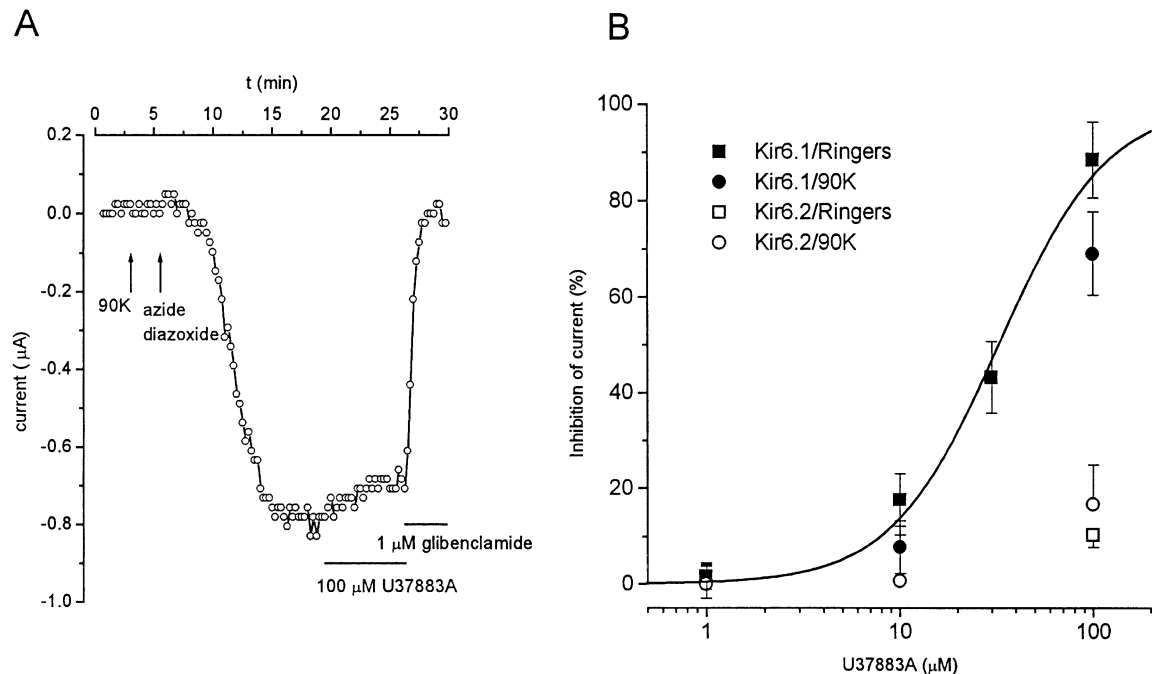 A
t (min)
0 5 10 15 20 25 30
0.2
0.0
-0.2
-0.4
-0.6
-0.8
-1.0
current (μA)
90K
azide
diazoxide
1 μM glibenclamide
100 μM U37883A
B
100
80
60
40
20
0
Inhibition of current (%)
Kir6.1/Ringers
Kir6.1/90K
Kir6.2/Ringers
Kir6.2/90K
1 10 100
U37883A (μM)